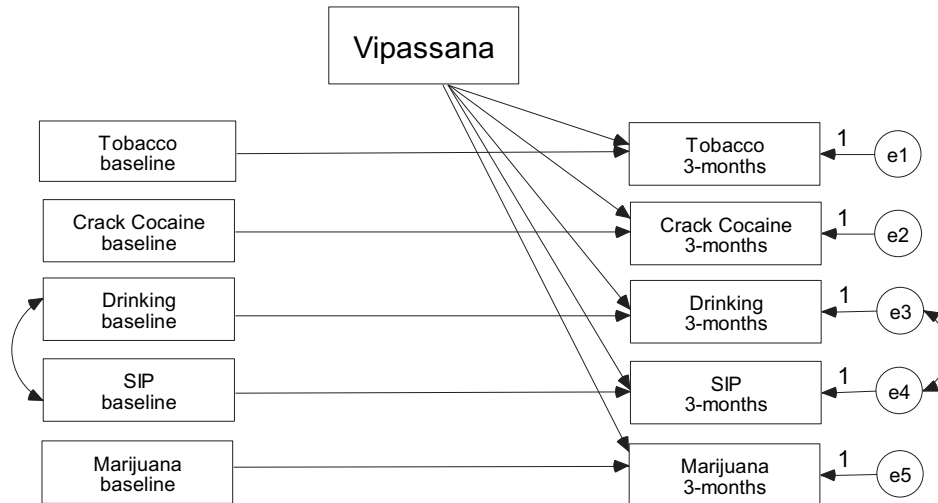 Vipassana
Tobacco
baseline
Tobacco
3-months
1
e1
Crack Cocaine
baseline
Crack Cocaine
3-months
1
e2
Drinking
baseline
Drinking
3-months
1
e3
SIP
baseline
SIP
3-months
1
e4
Marijuana
baseline
Marijuana
3-months
1
e5